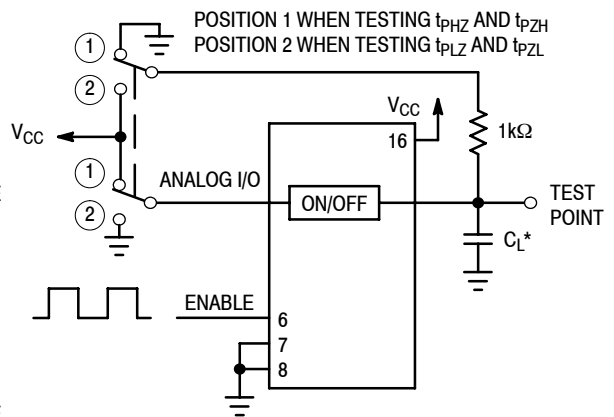 POSITION 1 WHEN TESTING tPHZ AND tPZH
POSITION 2 WHEN TESTING tPLZ AND tPZL
1
2
VCC
VCC
16
1kΩ
1
2
ANALOG I/O
ON/OFF
TEST
POINT
CL*
ENABLE
6
7
8